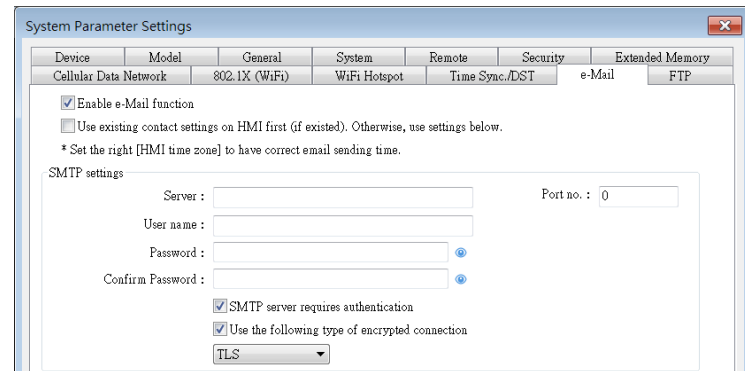 System Parameter Settings
Device Model General System Remote Security Extended Memory
Cellular Data Network 802.1X (WiFi) WiFi Hotspot Time Sync./DST e-Mail FTP
Enable e-Mail function
Use existing contact settings on HMI first (if existed). Otherwise, use settings below.
* Set the right [HMI time zone] to have correct email sending time.
SMTP settings
Server : Port no. : 0
User name :
Password :
Confirm Password :
SMTP server requires authentication
Use the following type of encrypted connection
TLS